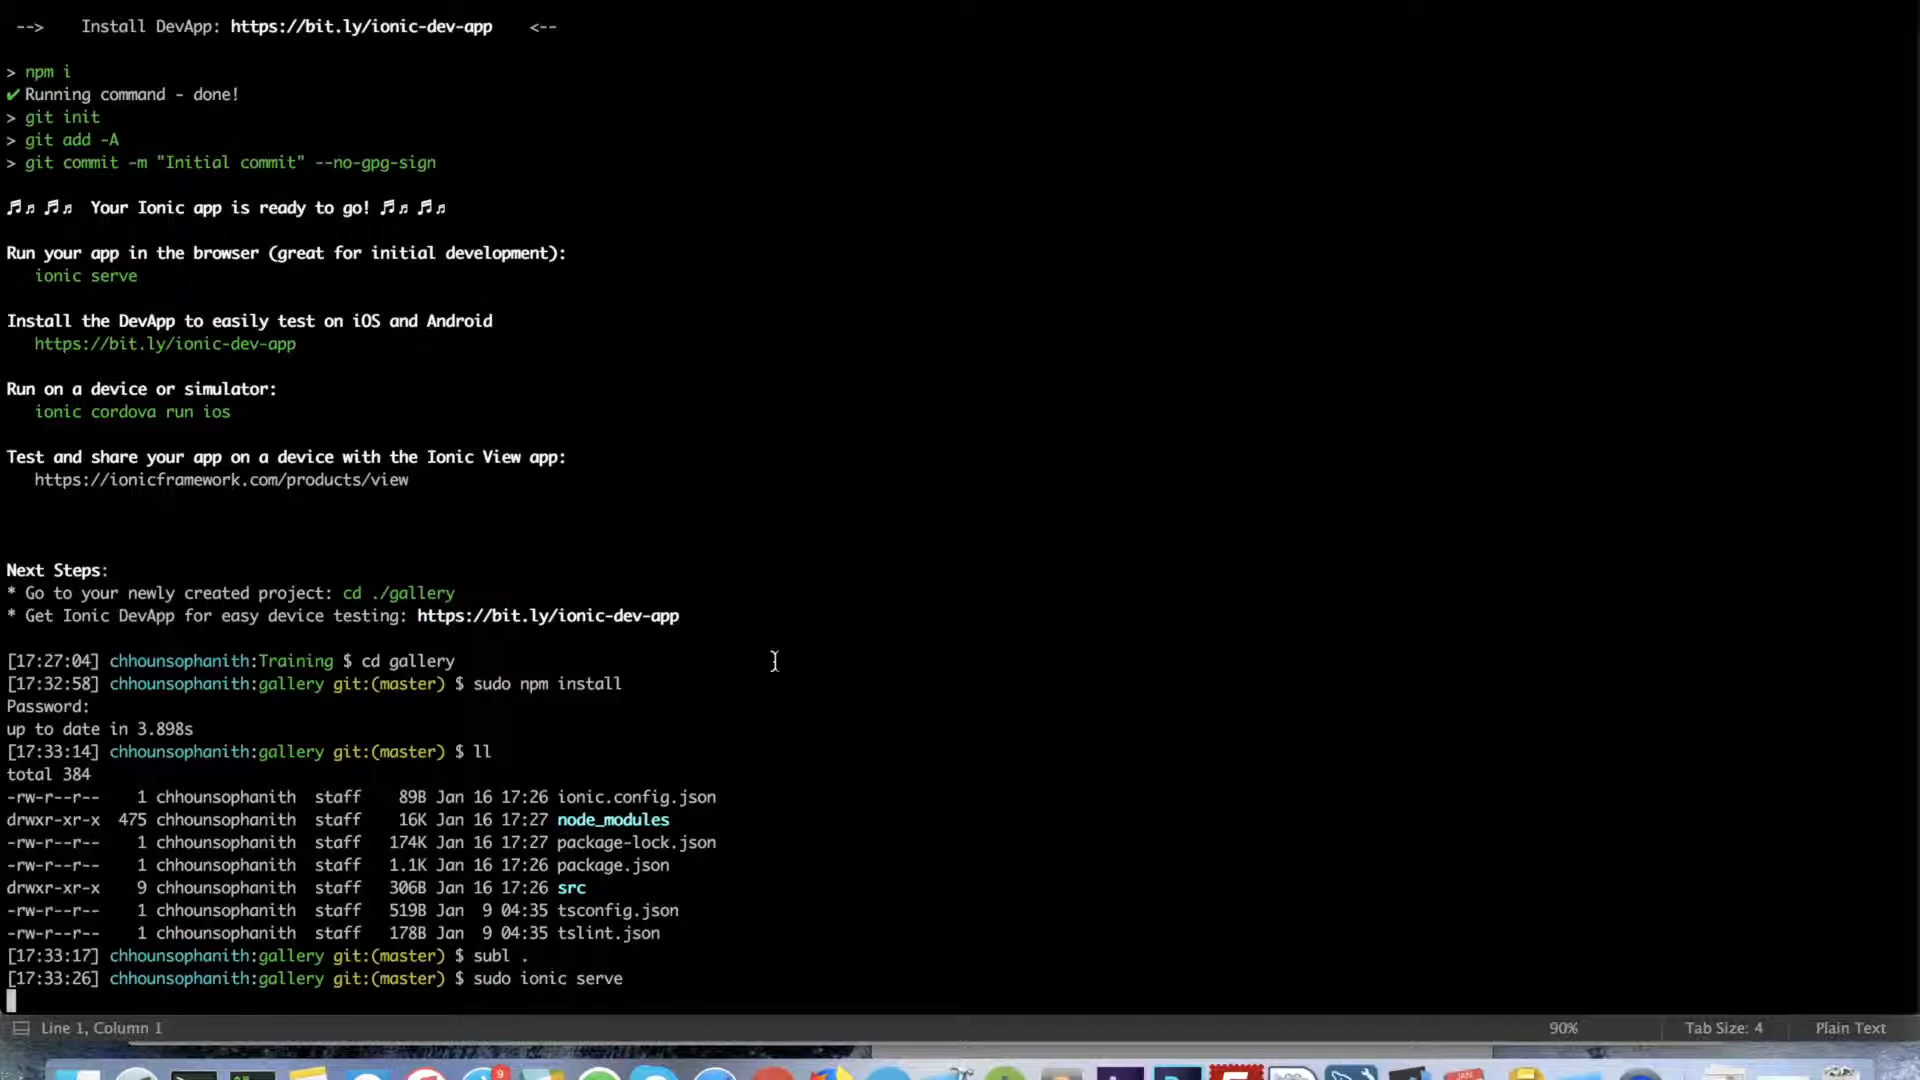 -->    Install DevApp: https://bit.ly/ionic-dev-app    <--
> npm i
✔ Running command - done!
> git init
> git add -A
> git commit -m "Initial commit" --no-gpg-sign
♬♫ ♬♫  Your Ionic app is ready to go! ♬♫ ♬♫
Run your app in the browser (great for initial development):
ionic serve
Install the DevApp to easily test on iOS and Android
https://bit.ly/ionic-dev-app
Run on a device or simulator:
ionic cordova run ios
Test and share your app on a device with the Ionic View app:
https://ionicframework.com/products/view
Next Steps:
* Go to your newly created project: cd ./gallery
* Get Ionic DevApp for easy device testing: https://bit.ly/ionic-dev-app
[17:27:04] chhounsophanith:Training $ cd gallery
[17:32:58] chhounsophanith:gallery git:(master) $ sudo npm install
Password:
up to date in 3.898s
[17:33:14] chhounsophanith:gallery git:(master) $ ll
total 384
-rw-r--r--    1 chhounsophanith  staff    89B Jan 16 17:26 ionic.config.json
drwxr-xr-x  475 chhounsophanith  staff    16K Jan 16 17:27 node_modules
-rw-r--r--    1 chhounsophanith  staff   174K Jan 16 17:27 package-lock.json
-rw-r--r--    1 chhounsophanith  staff   1.1K Jan 16 17:26 package.json
drwxr-xr-x    9 chhounsophanith  staff   306B Jan 16 17:26 src
-rw-r--r--    1 chhounsophanith  staff   519B Jan  9 04:35 tsconfig.json
-rw-r--r--    1 chhounsophanith  staff   178B Jan  9 04:35 tslint.json
[17:33:17] chhounsophanith:gallery git:(master) $ subl .
[17:33:26] chhounsophanith:gallery git:(master) $ sudo ionic serve
Line 1, Column 1    90%    Tab Size: 4    Plain Text
9    JAN